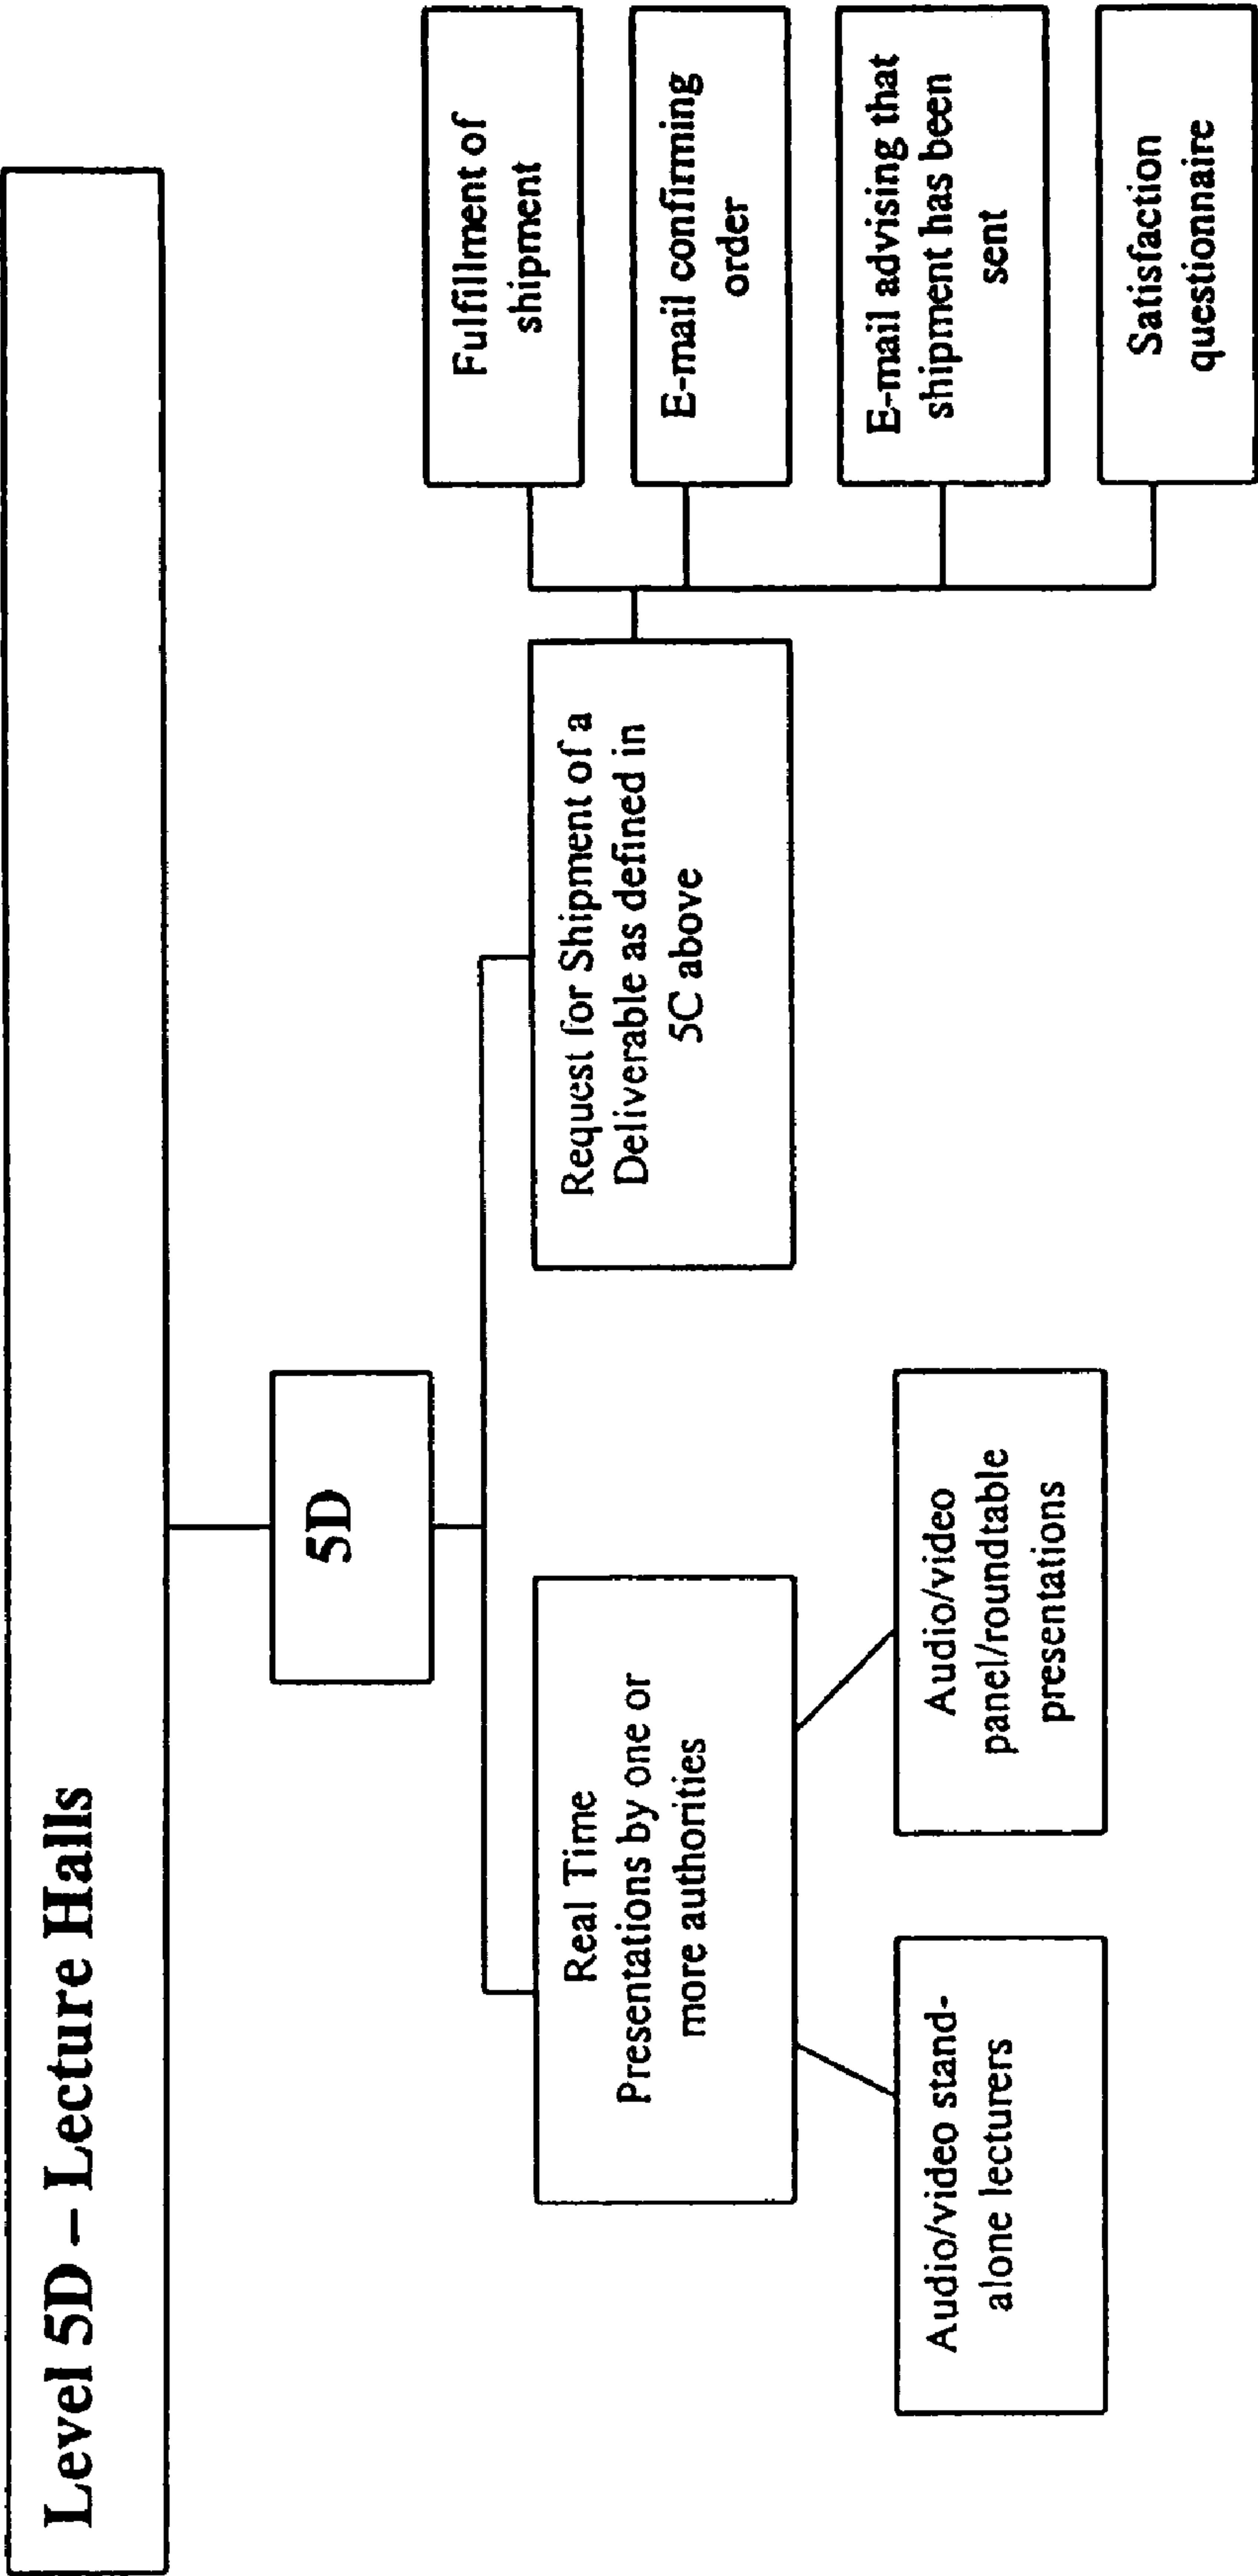 Level 5D – Lecture Halls
5D
Real Time
Presentations by one or
more authorities
Audio/video stand-
alone lecturers
Audio/video
panel/roundtable
presentations
Request for Shipment of a
Deliverable as defined in
5C above
Fulfillment of
shipment
E-mail confirming
order
E-mail advising that
shipment has been
sent
Satisfaction
questionnaire